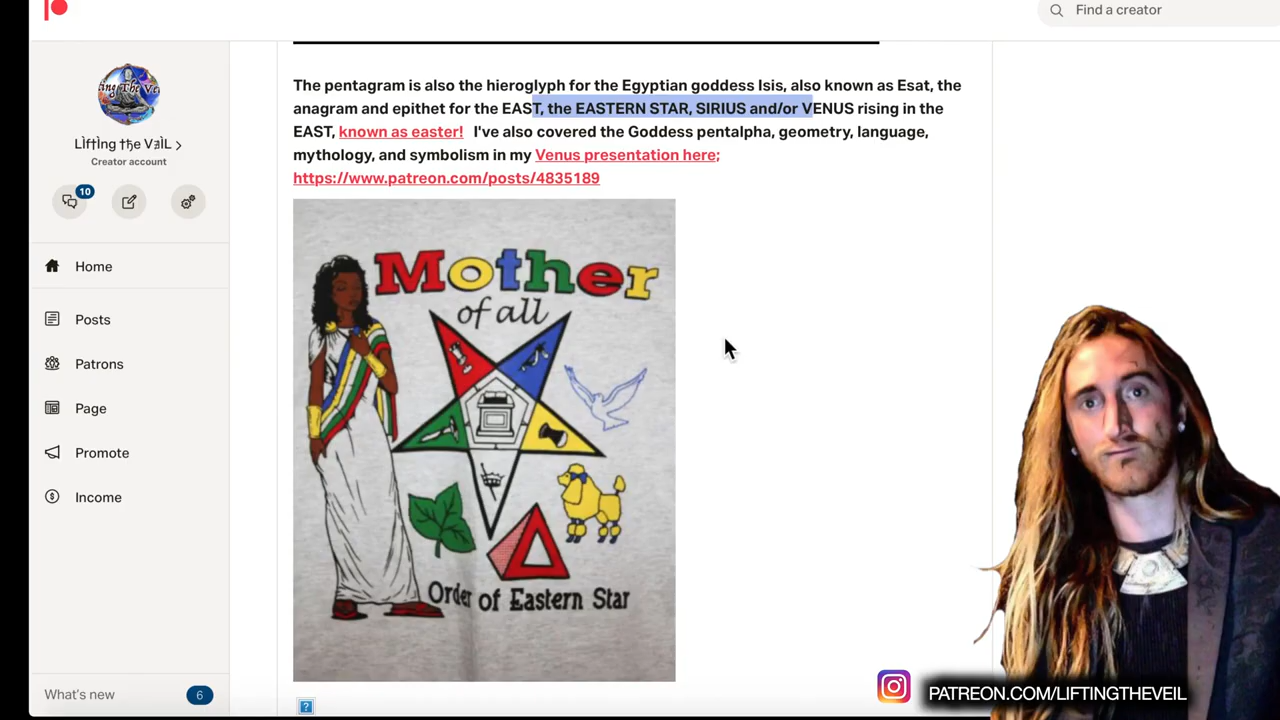 Find a creator
The pentagram is also the hieroglyph for the Egyptian goddess Isis, also known as Esat, the
anagram and epithet for the EAST, the EASTERN STAR, SIRIUS and/or VENUS rising in the
EAST, known as easter! I've also covered the Goddess pentalpha, geometry, language,
mythology, and symbolism in my Venus presentation here;
https://www.patreon.com/posts/4835189
LÌfTÌng tђe VƎÌL
Creator account
10
Home
Posts
Patrons
Page
Promote
Income
What's new
6
Mother
of all
Order of Eastern Star
?
PATREON.COM/LIFTINGTHEVEIL